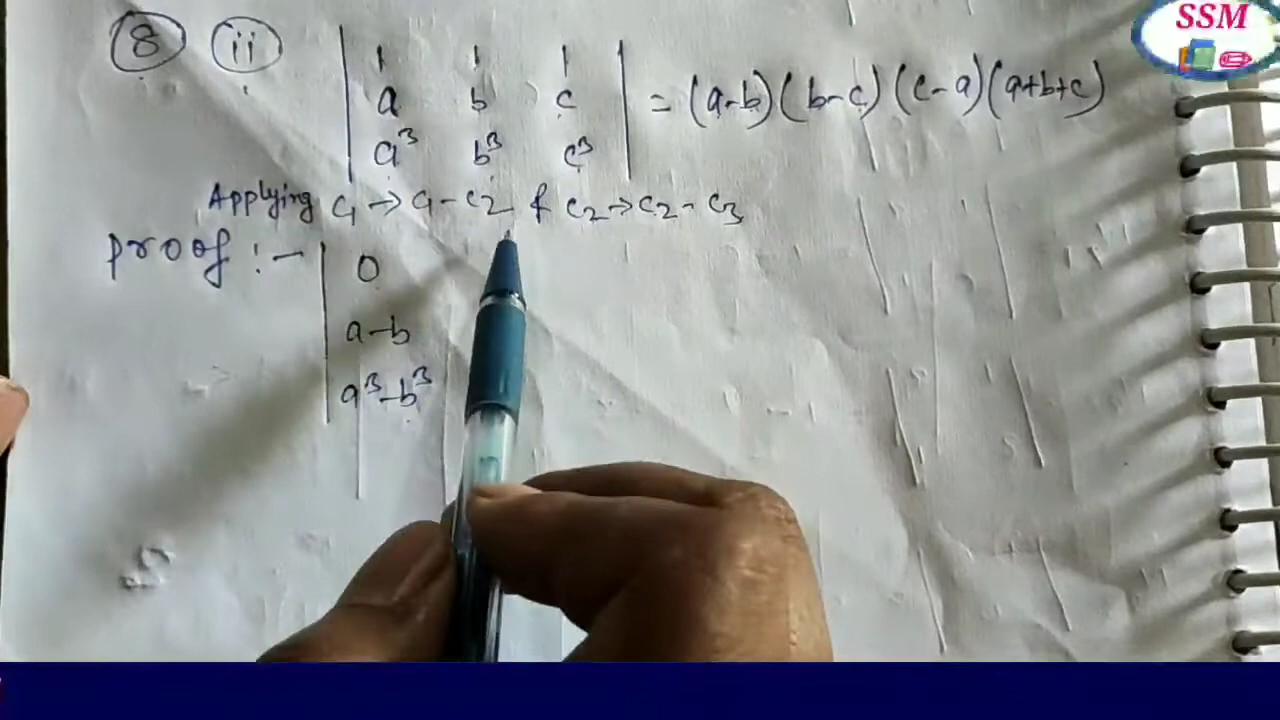 SSM
8 ii
| 1 1 1 |
| a b c | = (a-b)(b-c)(c-a)(a+b+c)
| a³ b³ c³ |
Applying C₁→C₁-C₂ & C₂→C₂-C₃
Proof :- | 0
| a-b
| a³-b³